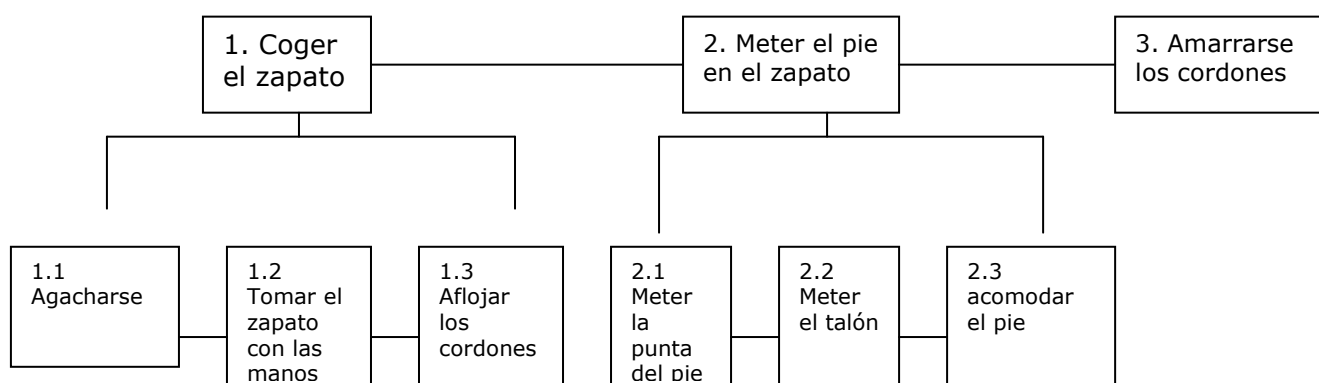 1. Coger
el zapato
2. Meter el pie
en el zapato
3. Amarrarse
los cordones
1.1
Agacharse
1.2
Tomar el
zapato
con las
manos
1.3
Aflojar
los
cordones
2.1
Meter
la
punta
del pie
2.2
Meter
el talón
2.3
acomodar
el pie